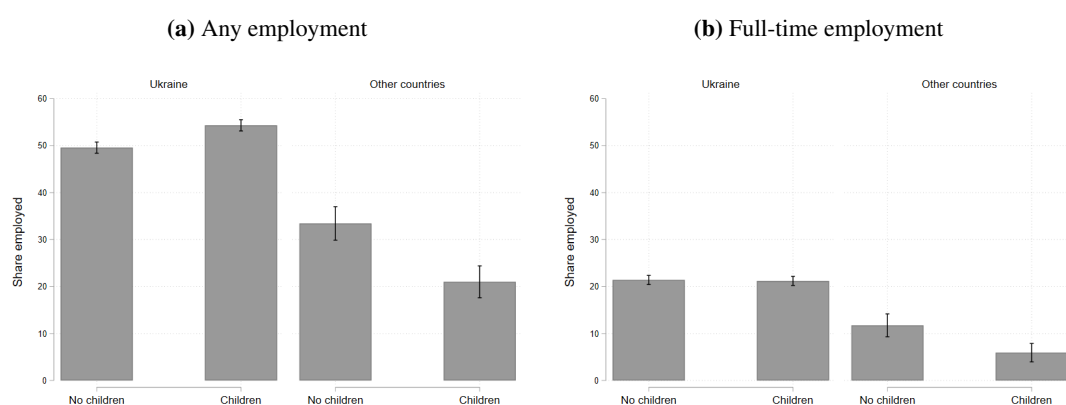 (a) Any employment
Ukraine
Other countries
60
50
40
30
20
10
0
Share employed
No children
Children
No children
Children
(b) Full-time employment
Ukraine
Other countries
60
50
40
30
20
10
0
Share employed
No children
Children
No children
Children